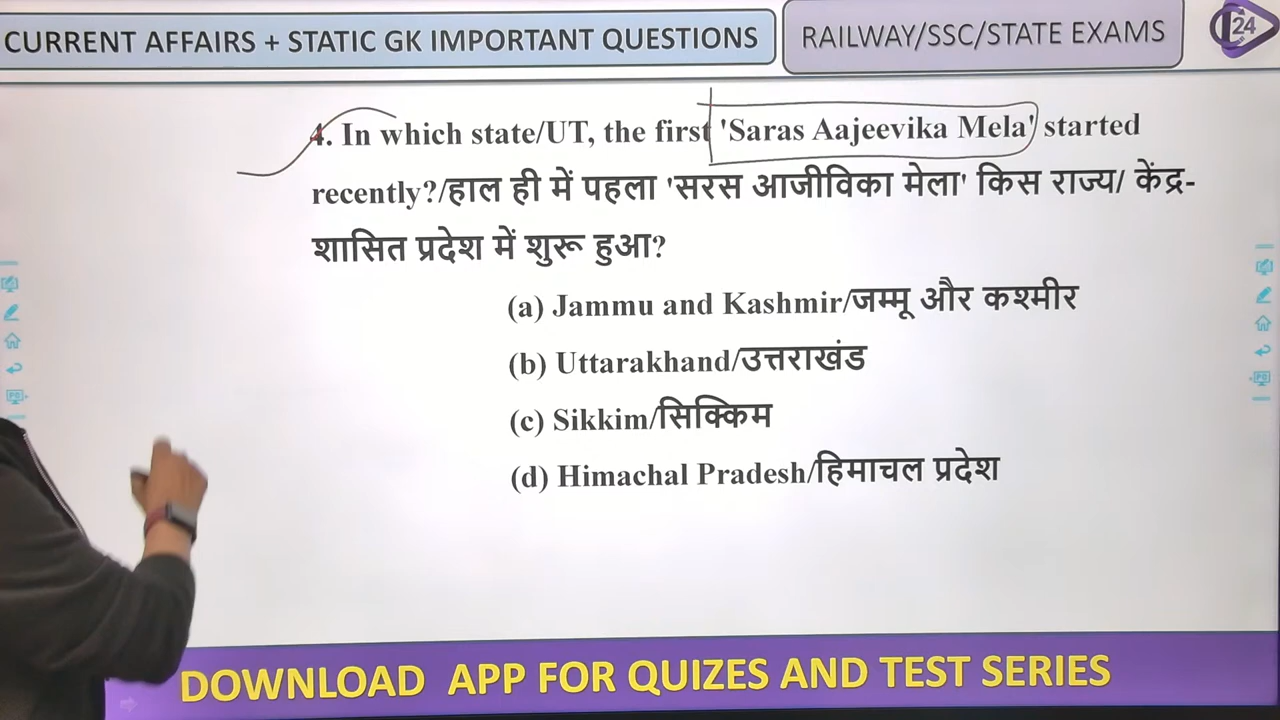 CURRENT AFFAIRS + STATIC GK IMPORTANT QUESTIONS
RAILWAY/SSC/STATE EXAMS
24
4. In which state/UT, the first 'Saras Aajeevika Mela' started
recently?/हाल ही में पहला 'सरस आजीविका मेला' किस राज्य/ केंद्र-
शासित प्रदेश में शुरू हुआ?
(a) Jammu and Kashmir/जम्मू और कश्मीर
(b) Uttarakhand/उत्तराखंड
(c) Sikkim/सिक्किम
(d) Himachal Pradesh/हिमाचल प्रदेश
DOWNLOAD APP FOR QUIZES AND TEST SERIES